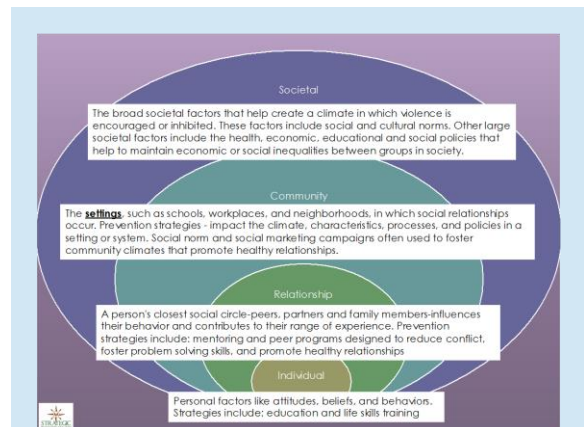 Societal
The broad societal factors that help create a climate in which violence is
encouraged or inhibited. These factors include social and cultural norms. Other large
societal factors include the health, economic, educational and social policies that
help to maintain economic or social inequalities between groups in society.
Community
The settings, such as schools, workplaces, and neighborhoods, in which social relationships
occur. Prevention strategies - impact the climate, characteristics, processes, and policies in a
setting or system. Social norm and social marketing campaigns often used to foster
community climates that promote healthy relationships.
Relationship
A person's closest social circle-peers, partners and family members-influences
their behavior and contributes to their range of experience. Prevention
strategies include: mentoring and peer programs designed to reduce conflict,
foster problem solving skills, and promote healthy relationships
Individual
Personal factors like attitudes, beliefs, and behaviors.
Strategies include: education and life skills training
STRATEGIC